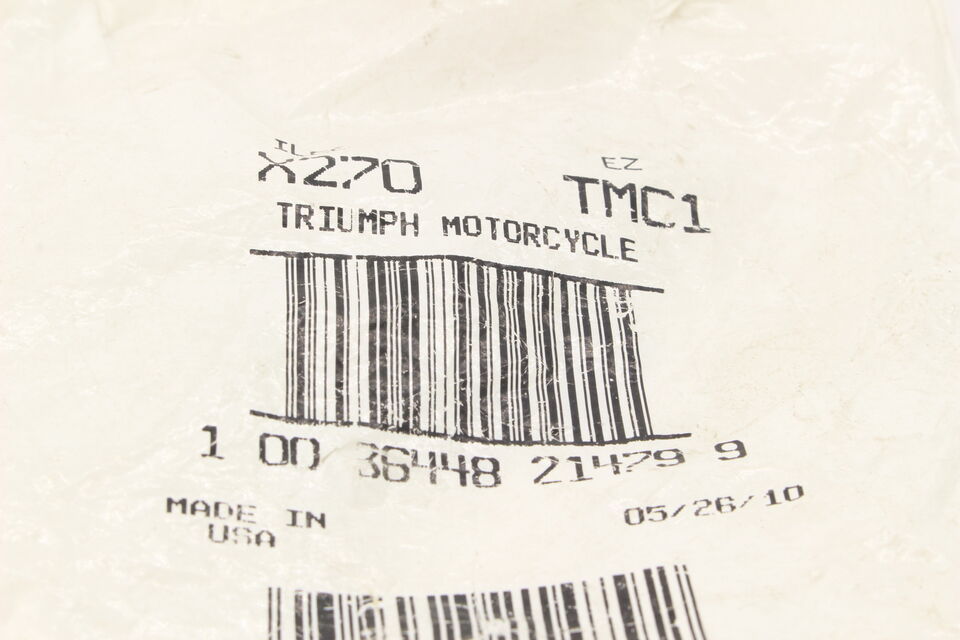 X270
EZ
TMC1
TRIUMPH MOTORCYCLE
1 00 36448 21479 9
MADE IN
USA
05/26/10